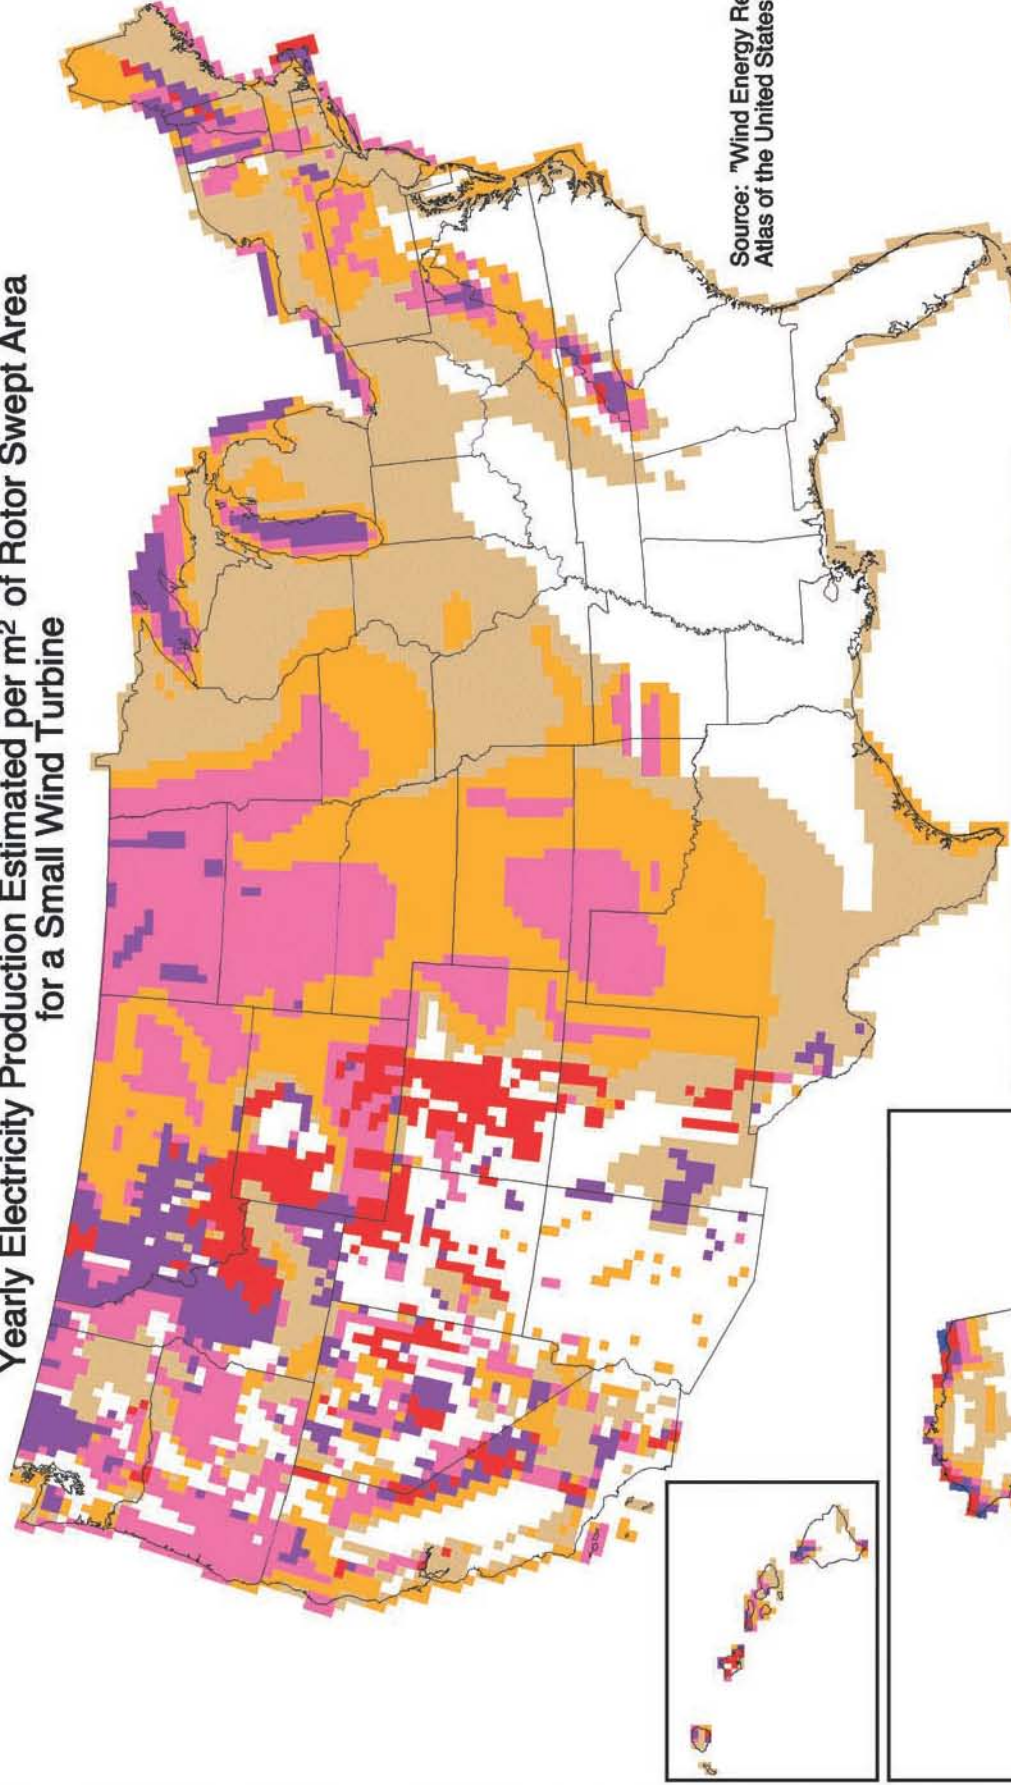 Yearly Electricity Production Estimated per m² of Rotor Swept Area
for a Small Wind Turbine
Source: "Wind Energy Re
Atlas of the United States